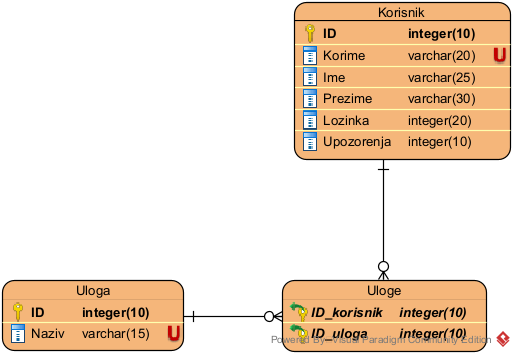 Korisnik
ID integer(10)
Korime varchar(20) U
Ime varchar(25)
Prezime varchar(30)
Lozinka integer(20)
Upozorenja integer(10)
Uloga
ID integer(10)
Naziv varchar(15) U
Uloge
ID_korisnik integer(10)
ID_uloga integer(10)
Powered By Visual Paradigm Community Edition